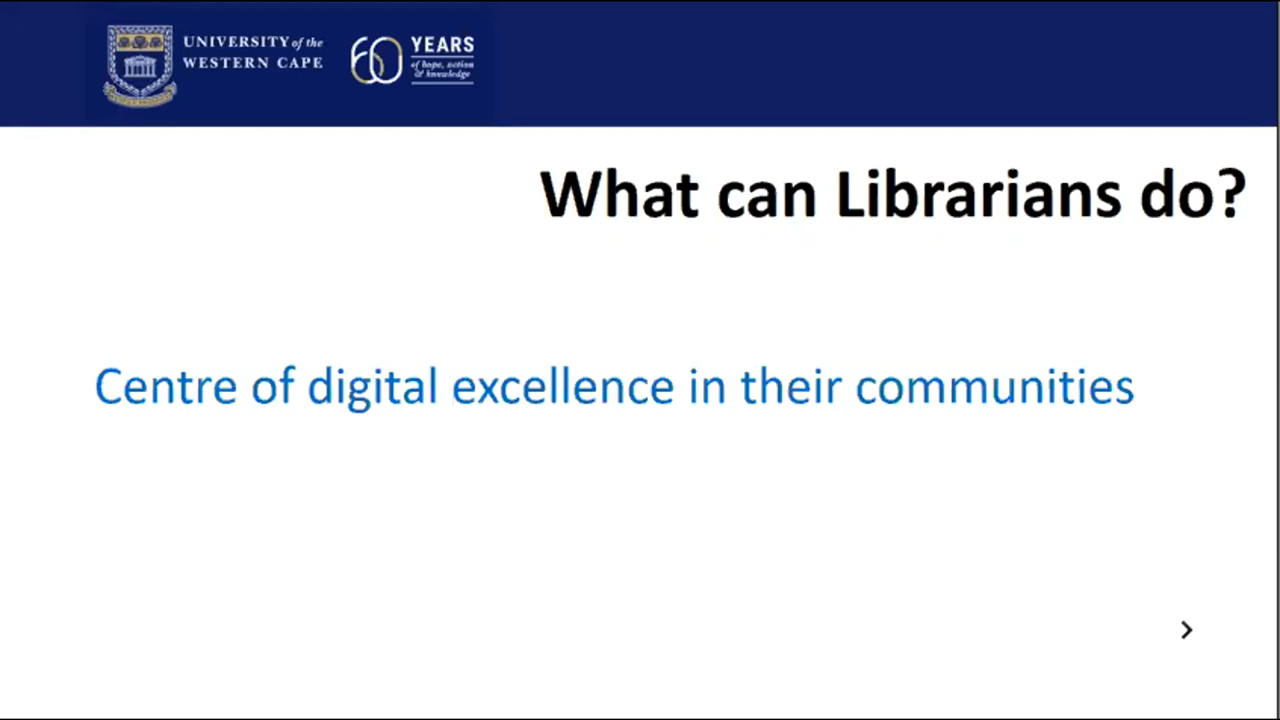 UNIVERSITY of the
WESTERN CAPE
60 YEARS
of hope, action
& knowledge
What can Librarians do?
Centre of digital excellence in their communities